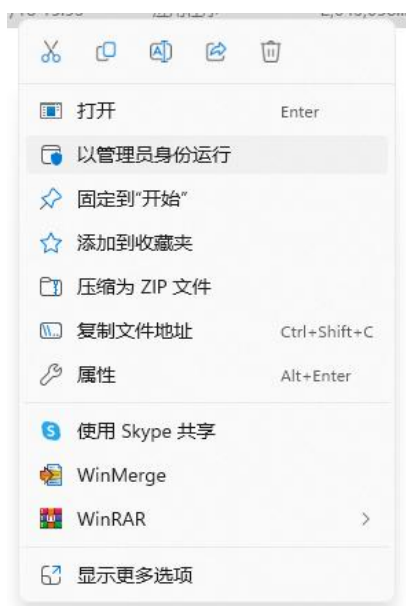 打开 Enter
以管理员身份运行
固定到"开始"
添加到收藏夹
压缩为 ZIP 文件
复制文件地址 Ctrl+Shift+C
属性 Alt+Enter
使用 Skype 共享
WinMerge
WinRAR
显示更多选项